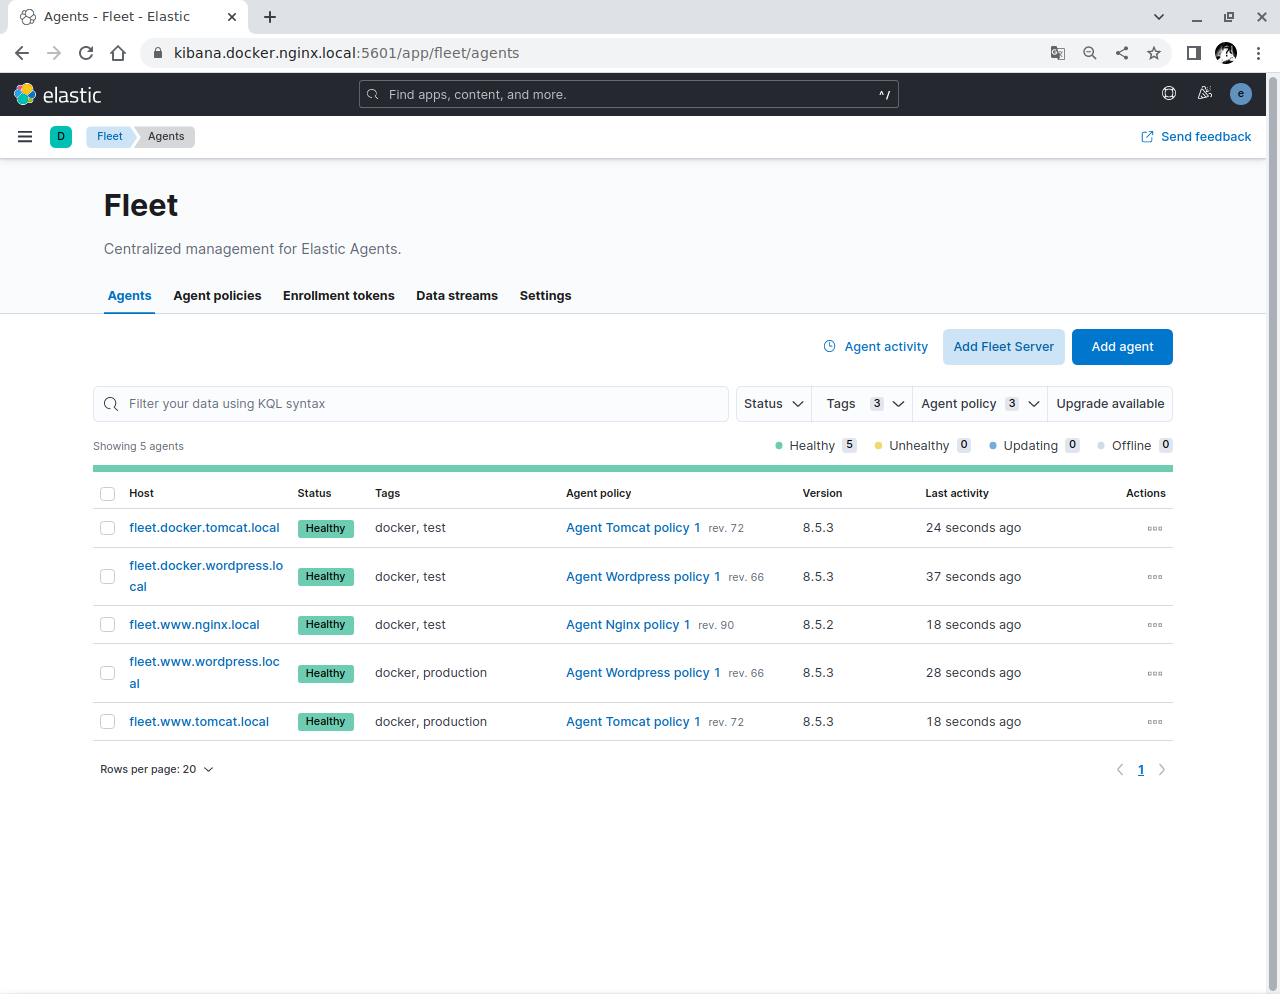 Agents - Fleet - Elastic
kibana.docker.nginx.local:5601/app/fleet/agents
elastic
Find apps, content, and more.
^/
e
D
Fleet
Agents
Send feedback
Fleet
Centralized management for Elastic Agents.
Agents Agent policies Enrollment tokens Data streams Settings
Agent activity Add Fleet Server Add agent
Filter your data using KQL syntax
Status Tags 3 Agent policy 3 Upgrade available
Showing 5 agents
Healthy 5 Unhealthy 0 Updating 0 Offline 0
Host Status Tags Agent policy Version Last activity Actions
fleet.docker.tomcat.local Healthy docker, test Agent Tomcat policy 1 rev. 72 8.5.3 24 seconds ago
fleet.docker.wordpress.lo
cal
Healthy docker, test Agent Wordpress policy 1 rev. 66 8.5.3 37 seconds ago
fleet.www.nginx.local Healthy docker, test Agent Nginx policy 1 rev. 90 8.5.2 18 seconds ago
fleet.www.wordpress.loc
al
Healthy docker, production Agent Wordpress policy 1 rev. 66 8.5.3 28 seconds ago
fleet.www.tomcat.local Healthy docker, production Agent Tomcat policy 1 rev. 72 8.5.3 18 seconds ago
Rows per page: 20
1